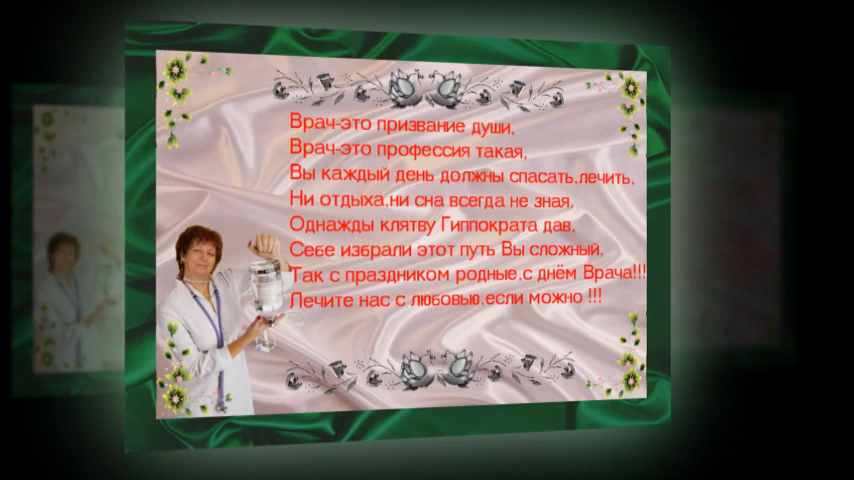 Врач-это призвание души,
Врач-это профессия такая,
Вы каждый день должны спасать,лечить,
Ни отдыха,ни сна всегда не зная.
Однажды клятву Гиппократа дав,
Себе избрали этот путь Вы сложный,
Так с праздником родные,с днём Врача!!!
Лечите нас с любовью,если можно !!!